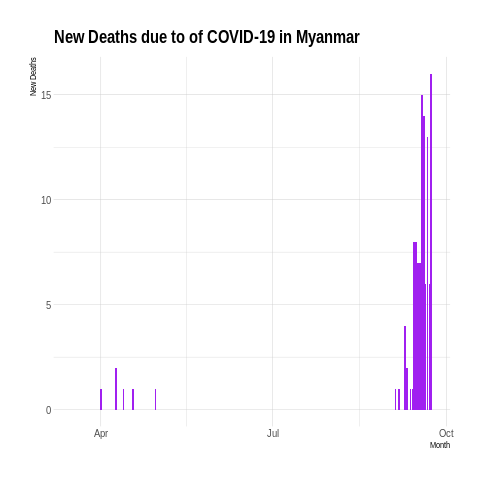 New Deaths due to of COVID-19 in Myanmar
New Deaths
15
10
5
0
Apr
Jul
Oct
Month